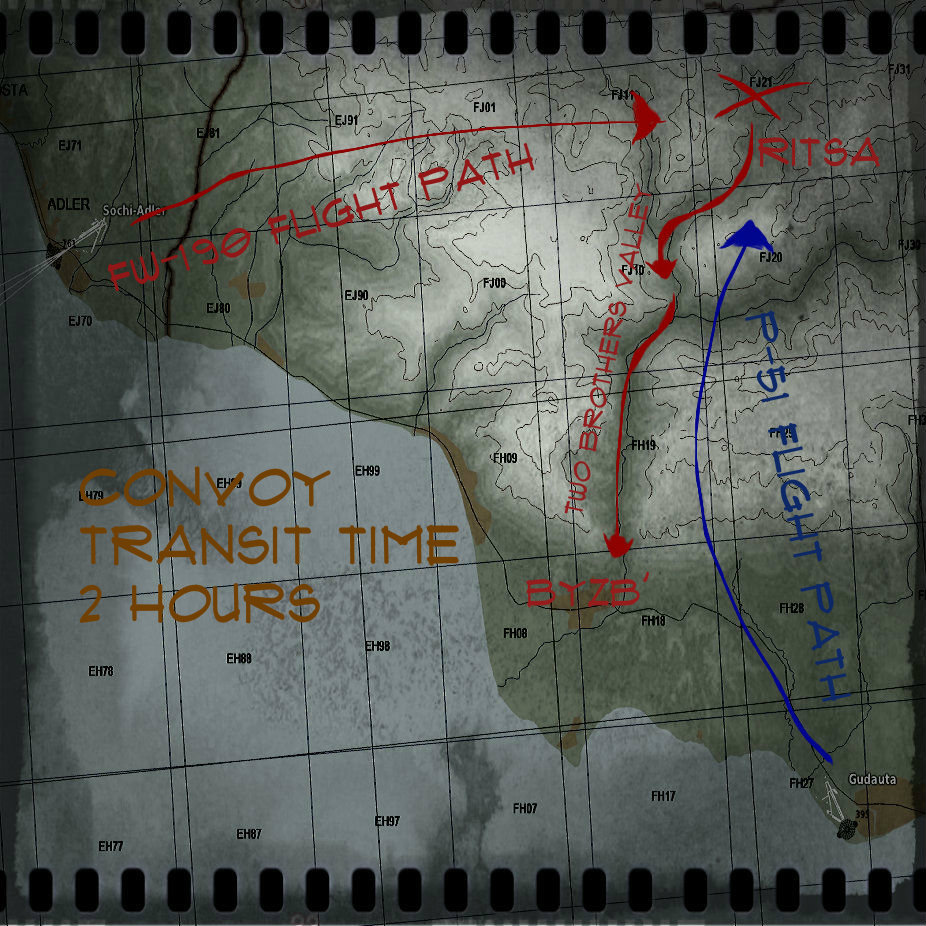 STA
FJ31
FJ21
FJ11
FJ01
EJ91
EJ81
EJ71
RITSA
ADLER
Sochi-Adler
FW-190 FLIGHT PATH
FJ30
FJ20
FJ10
FJ00
EJ90
EJ80
EJ70
TWO BROTHERS VALLEY
P-51 FLIGHT PATH
FH19
FH09
EH99
EH79
CONVOY
TRANSIT TIME
2 HOURS
BYZB'
FH28
FH18
FH08
EH98
EH88
EH78
Gudauta
FH27
FH17
FH07
EH97
EH87
EH77